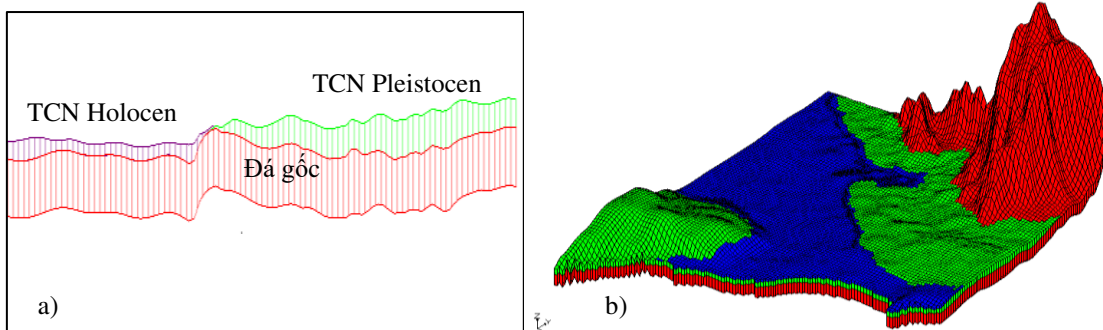 TCN Pleistocen
TCN Holocen
Đá gốc
a)
b)